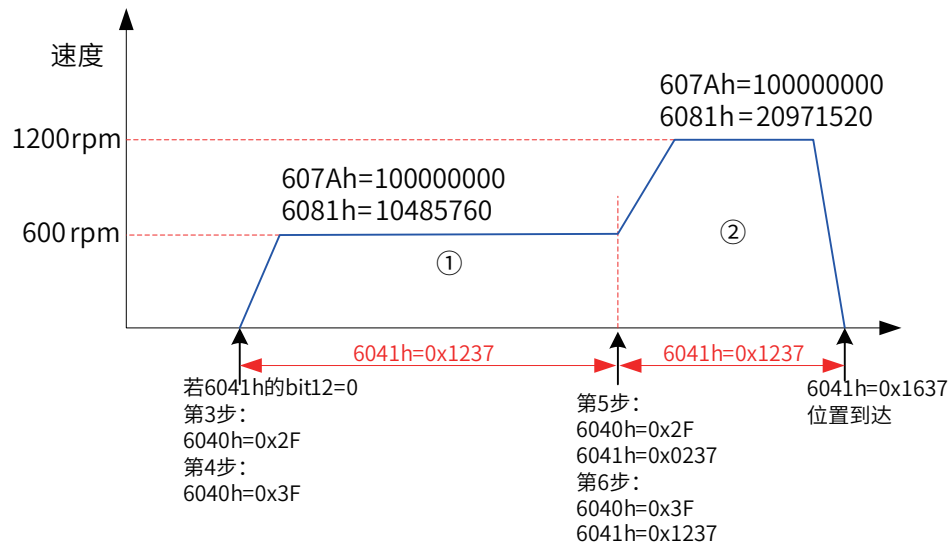 速度
607Ah=100000000
6081h=20971520
1200rpm
607Ah=100000000
6081h=10485760
600 rpm
①
②
6041h=0x1237
6041h=0x1237
若6041h的bit12=0
第3步：
6040h=0x2F
第4步：
6040h=0x3F
第5步：
6040h=0x2F
6041h=0x0237
第6步：
6040h=0x3F
6041h=0x1237
6041h=0x1637
位置到达